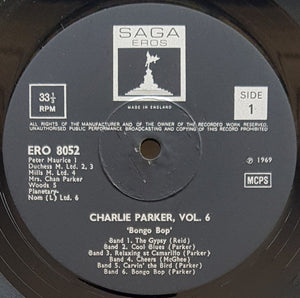 SAGA
EROS
MADE IN ENGLAND
33⅓
RPM
SIDE
1
ALL RIGHTS OF THE MANUFACTURER AND OF THE OWNER OF THE RECORDED WORK RESERVED
UNAUTHORISED PUBLIC PERFORMANCE BROADCASTING AND COPYING OF THIS RECORD PROHIBITED
ERO 8052
Peter Maurice 1
Duchess M. Ltd. 2, 3
Mills M. Ltd. 4
Mrs. Chan Parker
Woods 5
Planetary-
Nom (L) Ltd. 6
℗ 1969
MCPS
CHARLIE PARKER, VOL. 6
'Bongo Bop'
Band 1. The Gypsy (Reid)
Band 2. Cool Blues (Parker)
Band 3. Relaxing at Camarillo (Parker)
Band 4. Cheers (McGhee)
Band 5. Carvin' the Bird (Parker)
Band 6. Bongo Bop (Parker)